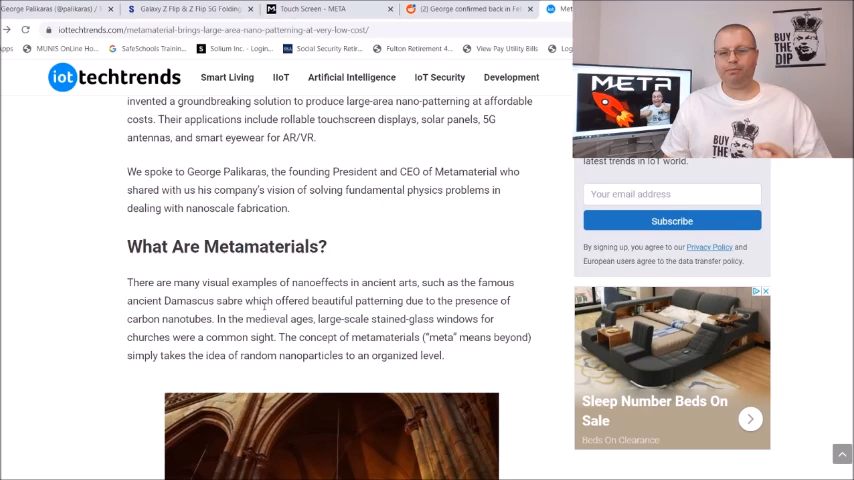 George Palikaras (@palikaras) /
Galaxy Z Flip & Z Flip 5G Folding
Touch Screen - META
(2) George confirmed back in Fe
Met
iottechtrends.com/metamaterial-brings-large-area-nano-patterning-at-very-low-cost/
Apps
MUNIS On-Line Ho...
SafeSchools Trainin...
Solium Inc. - Login...
Social Security Retir...
Fulton Retirement 4...
View Pay Utility Bills
Log
iot techtrends
Smart Living
IIoT
Artificial Intelligence
IoT Security
Development
META
BUY
THE
DIP
BUY
THE
invented a groundbreaking solution to produce large-area nano-patterning at affordable
costs. Their applications include rollable touchscreen displays, solar panels, 5G
antennas, and smart eyewear for AR/VR.
We spoke to George Palikaras, the founding President and CEO of Metamaterial who
shared with us his company's vision of solving fundamental physics problems in
dealing with nanoscale fabrication.
What Are Metamaterials?
There are many visual examples of nanoeffects in ancient arts, such as the famous
ancient Damascus sabre which offered beautiful patterning due to the presence of
carbon nanotubes. In the medieval ages, large-scale stained-glass windows for
churches were a common sight. The concept of metamaterials ("meta" means beyond)
simply takes the idea of random nanoparticles to an organized level.
latest trends in IoT world.
Your email address
Subscribe
By signing up, you agree to our Privacy Policy and
European users agree to the data transfer policy.
Sleep Number Beds On
Sale
Beds On Clearance